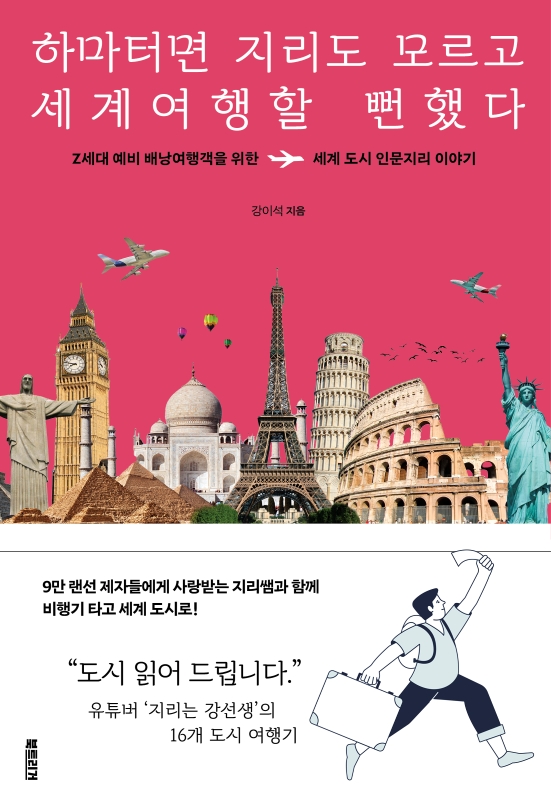 하마터면 지리도 모르고
세계여행할 뻔했다
Z세대 예비 배낭여행객을 위한 세계 도시 인문지리 이야기
강이석 지음
9만 랜선 제자들에게 사랑받는 지리쌤과 함께
비행기 타고 세계 도시로!
“도시 읽어 드립니다.”
유튜버 ‘지리는 강선생’의
16개 도시 여행기
북트리거